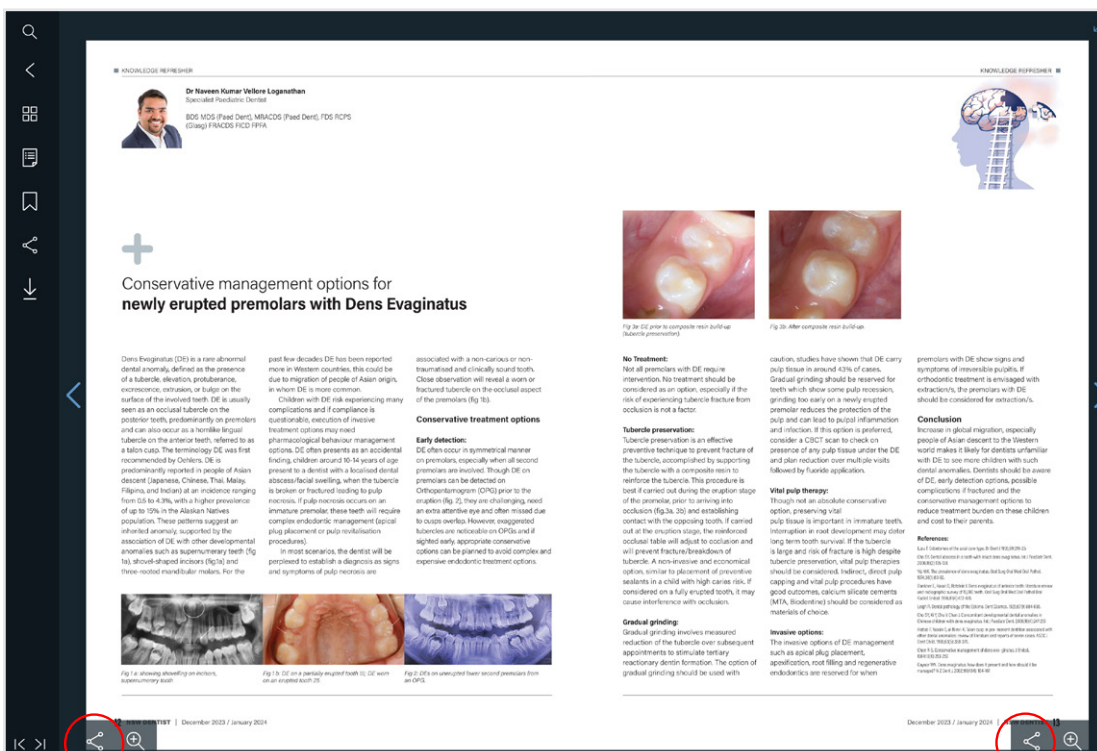 KNOWLEDGE REFRESHER
KNOWLEDGE REFRESHER
Dr Naveen Kumar Vellore Loganathan
Specialist Paediatric Dentist
BDS MDS (Paed Dent), MRACDS (Paed Dent), FDS RCPS
(Glasg) FRACDS FICD FPFA
Conservative management options for
newly erupted premolars with Dens Evaginatus
Dens Evaginatus (DE) is a rare abnormal
dental anomaly, defined as the presence
of a tubercle, elevation, protuberance,
excrescence, extrusion, or bulge on the
surface of the involved teeth. DE is usually
seen as an occlusal tubercle on the
posterior teeth, predominantly on premolars
and can also occur as a hornlike lingual
tubercle on the anterior teeth, referred to as
a talon cusp. The terminology DE was first
recommended by Oehlers. DE is
predominantly reported in people of Asian
descent (Japanese, Chinese, Thai, Malay,
Filipina, and Indian) at an incidence ranging
from 0.5 to 4.3%, with a higher prevalence
of up to 15% in the Alaskan Natives
population. These patterns suggest an
inherited anomaly, supported by the
association of DE with other developmental
anomalies such as supernumerary teeth (fig
1a), shovel-shaped incisors (fig1a) and
three-rooted mandibular molars. For the
past few decades DE has been reported
more in Western countries, this could be
due to migration of people of Asian origin,
in whom DE is more common.
Children with DE risk experiencing many
complications and if compliance is
questionable, execution of invasive
treatment options may need
pharmacological behaviour management
options. DE often presents as an accidental
finding, children around 10-14 years of age
present to a dentist with a localised dental
abscess/facial swelling, when the tubercle
is broken or fractured leading to pulp
necrosis. If pulp necrosis occurs on an
immature premolar, these teeth will require
complex endodontic management (apical
plug placement or pulp revitalisation
procedures).
In most scenarios, the dentist will be
perplexed to establish a diagnosis as signs
and symptoms of pulp necrosis are
associated with a non-carious or non-
traumatised and clinically sound tooth.
Close observation will reveal a worn or
fractured tubercle on the occlusal aspect
of the premolars (fig 1b).
Conservative treatment options
Early detection:
DE often occur in symmetrical manner
on premolars, especially when all second
premolars are involved. Though DE on
premolars can be detected on
Orthopentamogram (OPG) prior to the
eruption (fig. 2), they are challenging, need
an extra attentive eye and often missed due
to cusps overlap. However, exaggerated
tubercles are noticeable on OPGs and if
sighted early, appropriate conservative
options can be planned to avoid complex and
expensive endodontic treatment options.
Fig 1 a: showing shovelling on incisors,
supernumerary tooth
Fig 1 b: DE on a partially erupted tooth 15; DE worn
on an erupted tooth 25
Fig 2: DEs on unerupted lower second premolars from
an OPG.
NEW DENTIST | December 2023 / January 2024
Fig 3a: DE prior to composite resin build-up
(tubercle preservation).
Fig 3b: After composite resin build-up.
No Treatment:
Not all premolars with DE require
intervention. No treatment should be
considered as an option, especially if the
risk of experiencing tubercle fracture from
occlusion is not a factor.
Tubercle preservation:
Tubercle preservation is an effective
preventive technique to prevent fracture of
the tubercle, accomplished by supporting
the tubercle with a composite resin to
reinforce the tubercle. This procedure is
best if carried out during the eruption stage
of the premolar, prior to arriving into
occlusion (fig.3a, 3b) and establishing
contact with the opposing tooth. If carried
out at the eruption stage, the reinforced
occlusal table will adjust to occlusion and
will prevent fracture/breakdown of
tubercle. A non-invasive and economical
option, similar to placement of preventive
sealants in a child with high caries risk. If
considered on a fully erupted tooth, it may
cause interference with occlusion.
Gradual grinding:
Gradual grinding involves measured
reduction of the tubercle over subsequent
appointments to stimulate tertiary
reactionary dentin formation. The option of
gradual grinding should be used with
caution, studies have shown that DE carry
pulp tissue in around 43% of cases.
Gradual grinding should be reserved for
teeth which show some pulp recession,
grinding too early on a newly erupted
premolar reduces the protection of the
pulp and can lead to pulpal inflammation
and infection. If this option is preferred,
consider a CBCT scan to check on
presence of any pulp tissue under the DE
and plan reduction over multiple visits
followed by fluoride application.
Vital pulp therapy:
Though not an absolute conservative
option, preserving vital
pulp tissue is important in immature teeth.
Interruption in root development may deter
long term tooth survival. If the tubercle
is large and risk of fracture is high despite
tubercle preservation, vital pulp therapies
should be considered. Indirect, direct pulp
capping and vital pulp procedures have
good outcomes, calcium silicate cements
(MTA, Biodentine) should be considered as
materials of choice.
Invasive options:
The invasive options of DE management
such as apical plug placement,
apexification, root filling and regenerative
endodontics are reserved for when
premolars with DE show signs and
symptoms of irreversible pulpitis. If
orthodontic treatment is envisaged with
extraction/s, the premolars with DE
should be considered for extraction/s.
Conclusion
Increase in global migration, especially
people of Asian descent to the Western
world makes it likely for dentists unfamiliar
with DE to see more children with such
dental anomalies. Dentists should be aware
of DE, early detection options, possible
complications if fractured and the
conservative management options to
reduce treatment burden on these children
and cost to their parents.
References:
December 2023 / January 2024 | NEW DENTIST 13